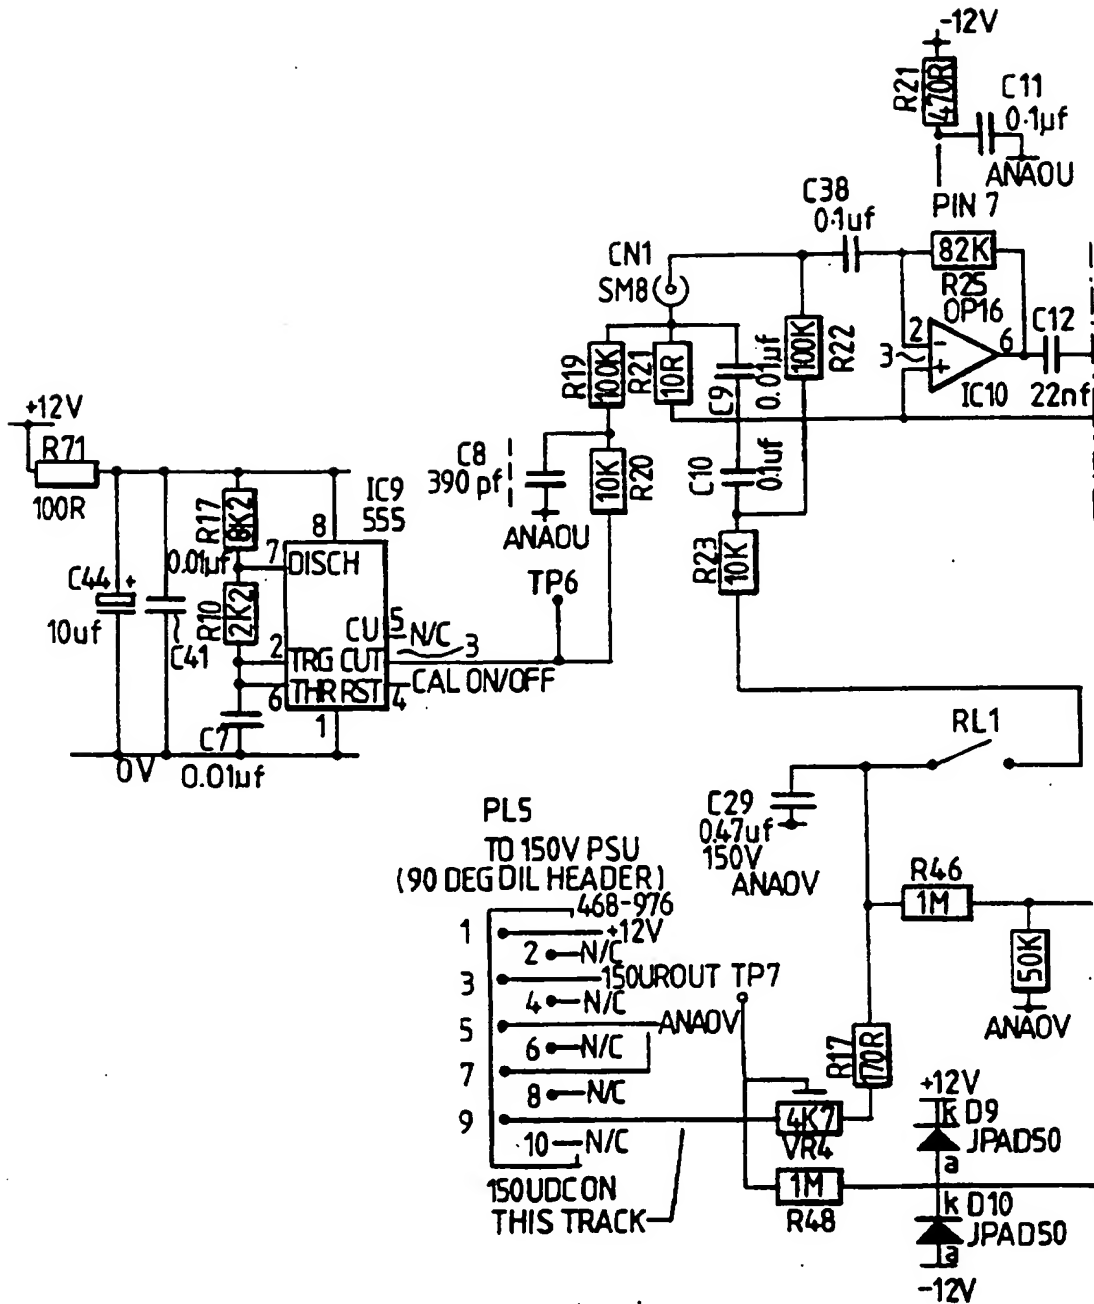 -12V
R21
470R
C11
0.1µf
ANAOU
PIN 7
C38
0.1uf
82K
R25
OP16
CN1
SM8
2
3
6
-
+
IC10
C12
22nf
R19
100K
R21
10R
C9
0.01µf
100K
R22
C8
390 pf
ANAOU
10K
R20
C10
0.1uf
R23
10K
+12V
R71
100R
IC9
555
R17
8K2
8
7
DISCH
0.01µf
C44
+
10uf
C41
R10
2K2
CU
5
N/C
2
TRG
CUT
3
6
THR
RST
4
CAL ON/OFF
1
TP6
C7
0.01µf
0V
RL1
C29
0.47uf
150V
ANAOV
R46
1M
50K
ANAOV
PL5
TO 150V PSU
(90 DEG DIL HEADER)
468-976
1
+12V
2
N/C
3
150UROUT
TP7
4
N/C
5
ANAOV
6
N/C
7
8
N/C
9
10
N/C
150UDCON
THIS TRACK
R17
170R
4K7
VR4
1M
R48
+12V
k
D9
JPAD50
a
k
D10
JPAD50
a
-12V